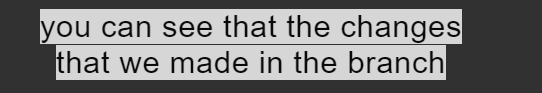 you can see that the changes
that we made in the branch